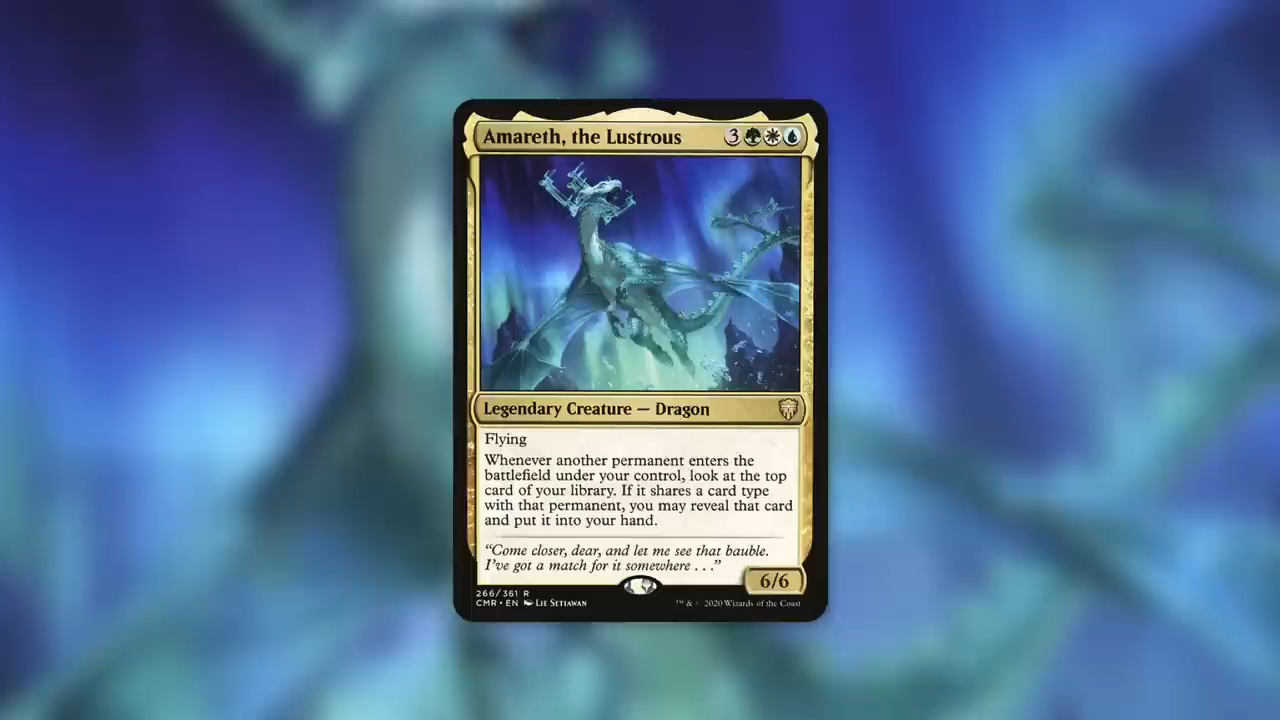 Amareth, the Lustrous 3
Legendary Creature — Dragon
Flying
Whenever another permanent enters the
battlefield under your control, look at the top
card of your library. If it shares a card type
with that permanent, you may reveal that card
and put it into your hand.
“Come closer, dear, and let me see that bauble.
I’ve got a match for it somewhere . . .”
6/6
266/361 R
CMR • EN Lie Setiawan
™ & © 2020 Wizards of the Coast